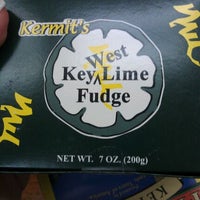 Kermit's
West
Key Lime
Fudge
NET WT. 7 OZ. (200g)